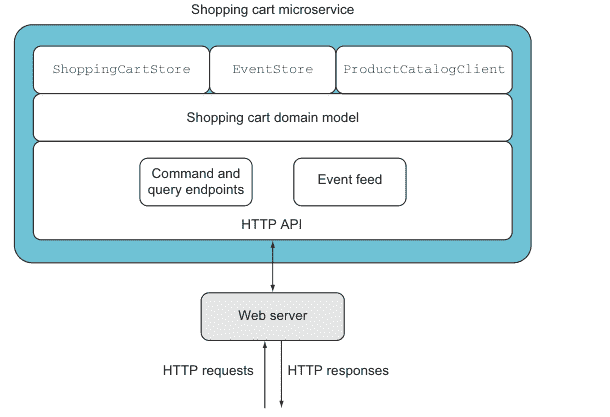 Shopping cart microservice
ShoppingCartStore
EventStore
ProductCatalogClient
Shopping cart domain model
Command and
query endpoints
Event feed
HTTP API
Web server
HTTP requests
HTTP responses